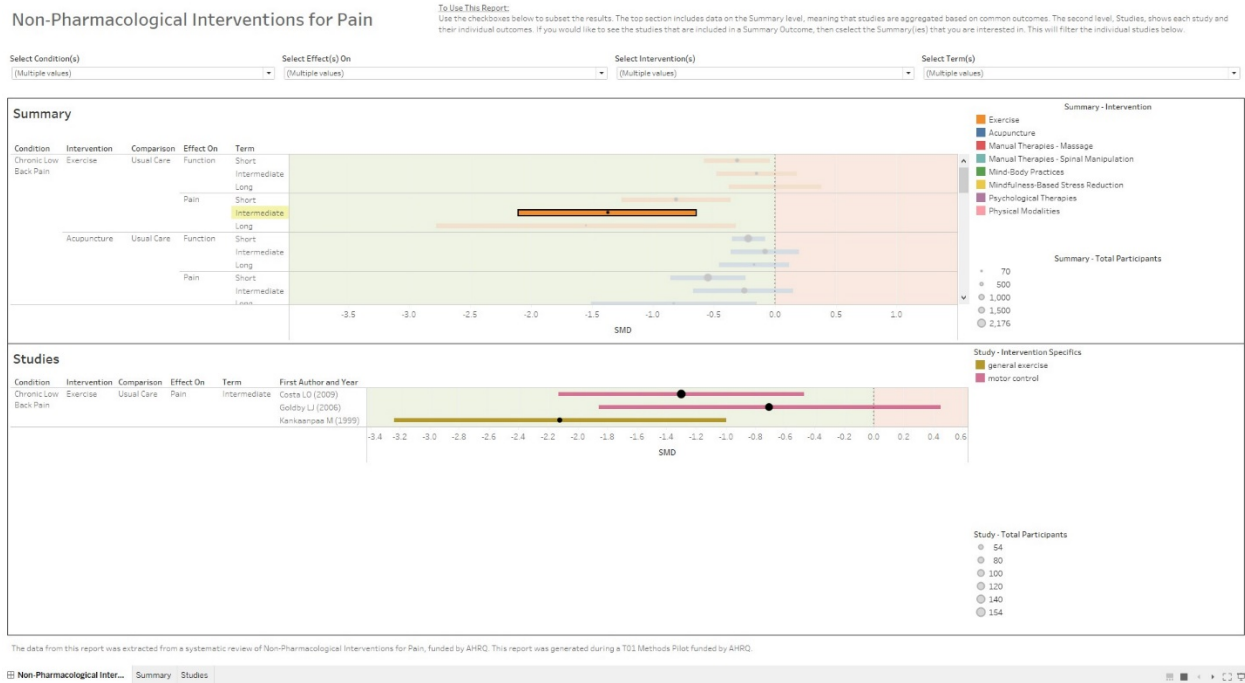 Non-Pharmacological Interventions for Pain
To Use This Report:
Use the checkboxes below to subset the results. The top section includes data on the Summary level, meaning that studies are aggregated based on common outcomes. The second level, Studies, shows each study and
their individual outcomes. If you would like to see the studies that are included in a Summary Outcome, then cselect the Summary(ies) that you are interested in. This will filter the individual studies below.
Select Condition(s) Select Effect(s) On Select Intervention(s) Select Term(s)
(Multiple values) (Multiple values) (Multiple values) (Multiple values)
Summary
Condition Intervention Comparison Effect On Term
Chronic Low Exercise Usual Care Function Short
Back Pain Intermediate
Long
Pain Short
Intermediate
Long
Acupuncture Usual Care Function Short
Intermediate
Long
Pain Short
Intermediate
Long
-3.5 -3.0 -2.5 -2.0 -1.5 -1.0 -0.5 0.0 0.5 1.0
SMD
Summary - Intervention
Exercise
Acupuncture
Manual Therapies - Massage
Manual Therapies - Spinal Manipulation
Mind-Body Practices
Mindfulness-Based Stress Reduction
Psychological Therapies
Physical Modalities
Summary - Total Participants
70
500
1,000
1,500
2,176
Studies
Condition Intervention Comparison Effect On Term First Author and Year
Chronic Low Exercise Usual Care Pain Intermediate Costa LO (2009)
Back Pain Goldby LJ (2006)
Kankaanpaa M (1999)
-3.4 -3.2 -3.0 -2.8 -2.6 -2.4 -2.2 -2.0 -1.8 -1.6 -1.4 -1.2 -1.0 -0.8 -0.6 -0.4 -0.2 0.0 0.2 0.4 0.6
SMD
Study - Intervention Specifics
general exercise
motor control
Study - Total Participants
54
80
100
120
140
154
The data from this report was extracted from a systematic review of Non-Pharmacological Interventions for Pain, funded by AHRQ. This report was generated during a T01 Methods Pilot funded by AHRQ.
Non-Pharmacological Inter... Summary Studies